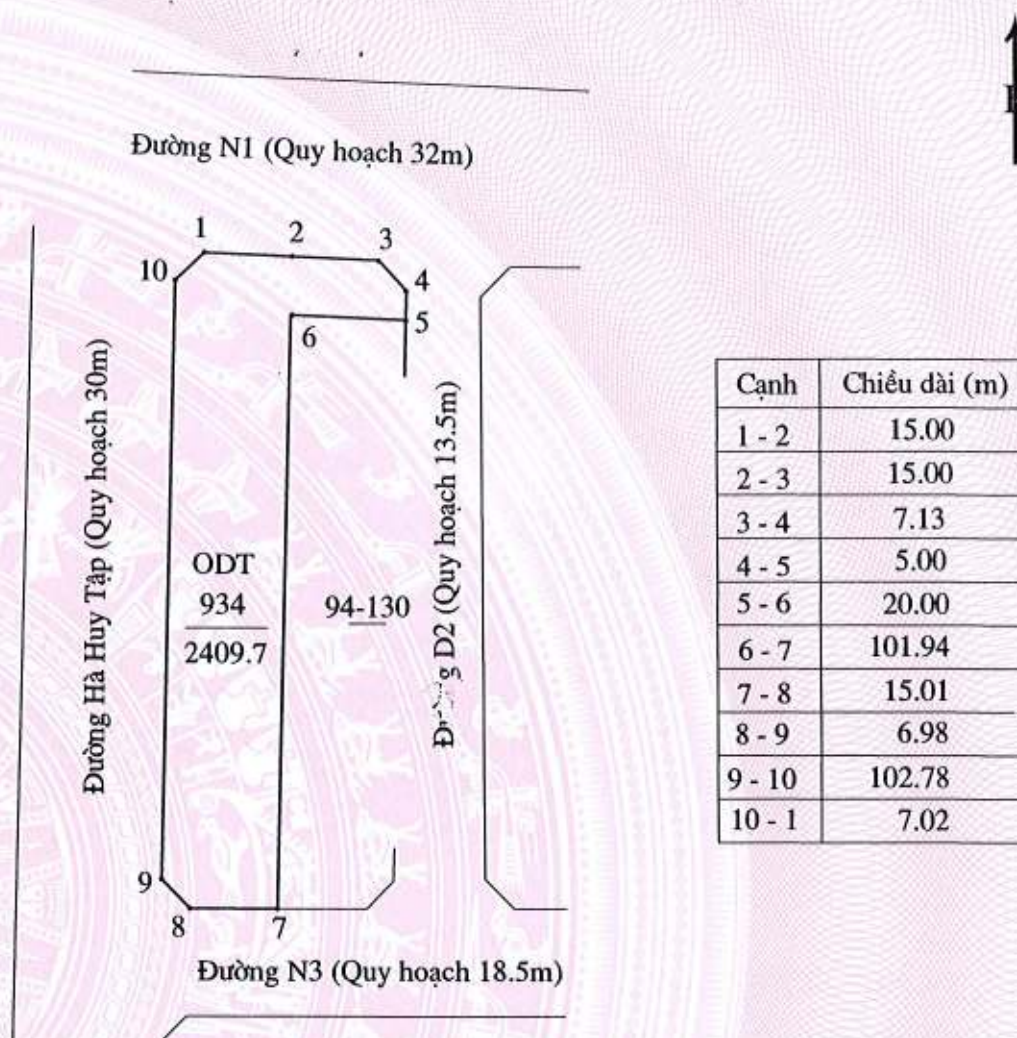 Đường N1 (Quy hoạch 32m)
1
2
3
10
4
5
6
Đường Hà Huy Tập (Quy hoạch 30m)
ODT
934
2409.7
94-130
D2 (Quy hoạch 13.5m)
9
8
7
Đường N3 (Quy hoạch 18.5m)
Cạnh Chiều dài (m)
1 - 2 15.00
2 - 3 15.00
3 - 4 7.13
4 - 5 5.00
5 - 6 20.00
6 - 7 101.94
7 - 8 15.01
8 - 9 6.98
9 - 10 102.78
10 - 1 7.02